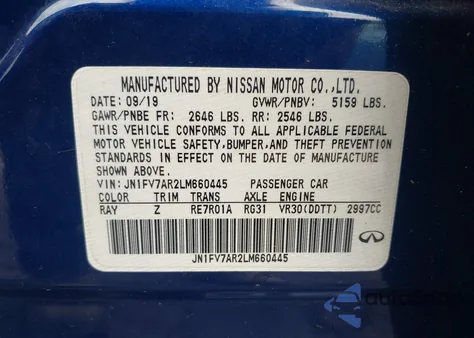 MANUFACTURED BY NISSAN MOTOR CO.,LTD.
DATE: 09/19 GVWR/PNBV: 5159 LBS.
GAWR/PNBE FR: 2646 LBS. RR: 2546 LBS.
THIS VEHICLE CONFORMS TO ALL APPLICABLE FEDERAL
MOTOR VEHICLE SAFETY,BUMPER,AND THEFT PREVENTION
STANDARDS IN EFFECT ON THE DATE OF MANUFACTURE
SHOWN ABOVE.
VIN: JN1FV7AR2LM660445 PASSENGER CAR
COLOR TRIM TRANS AXLE ENGINE
RAY Z RE7R01A RG31 VR30(DDTT) 2997CC
JN1FV7AR2LM660445